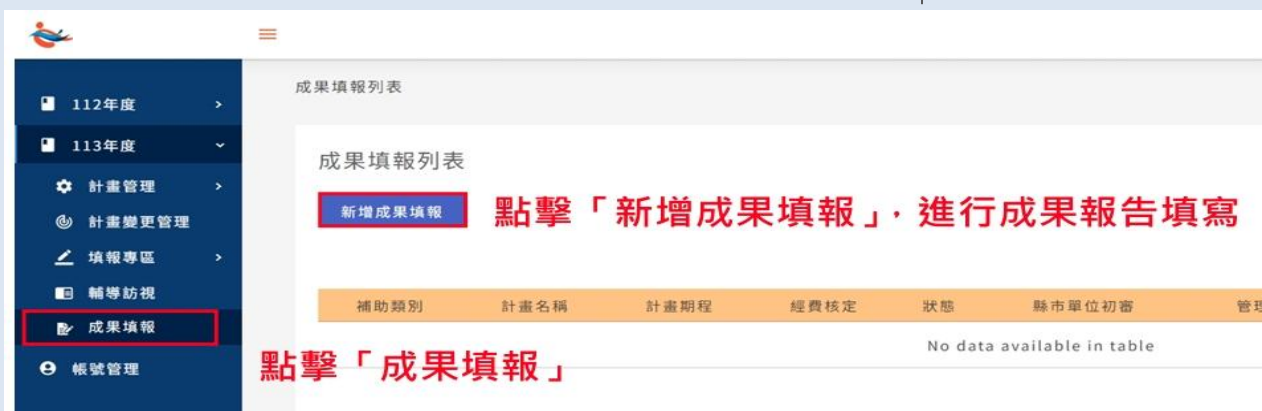 成果填報列表
112年度
113年度
計畫管理
計畫變更管理
填報專區
輔導訪視
成果填報
帳號管理
成果填報列表
新增成果填報
點擊「新增成果填報」，進行成果報告填寫
補助類別 計畫名稱 計畫期程 經費核定 狀態 縣市單位初審 管理
No data available in table
點擊「成果填報」